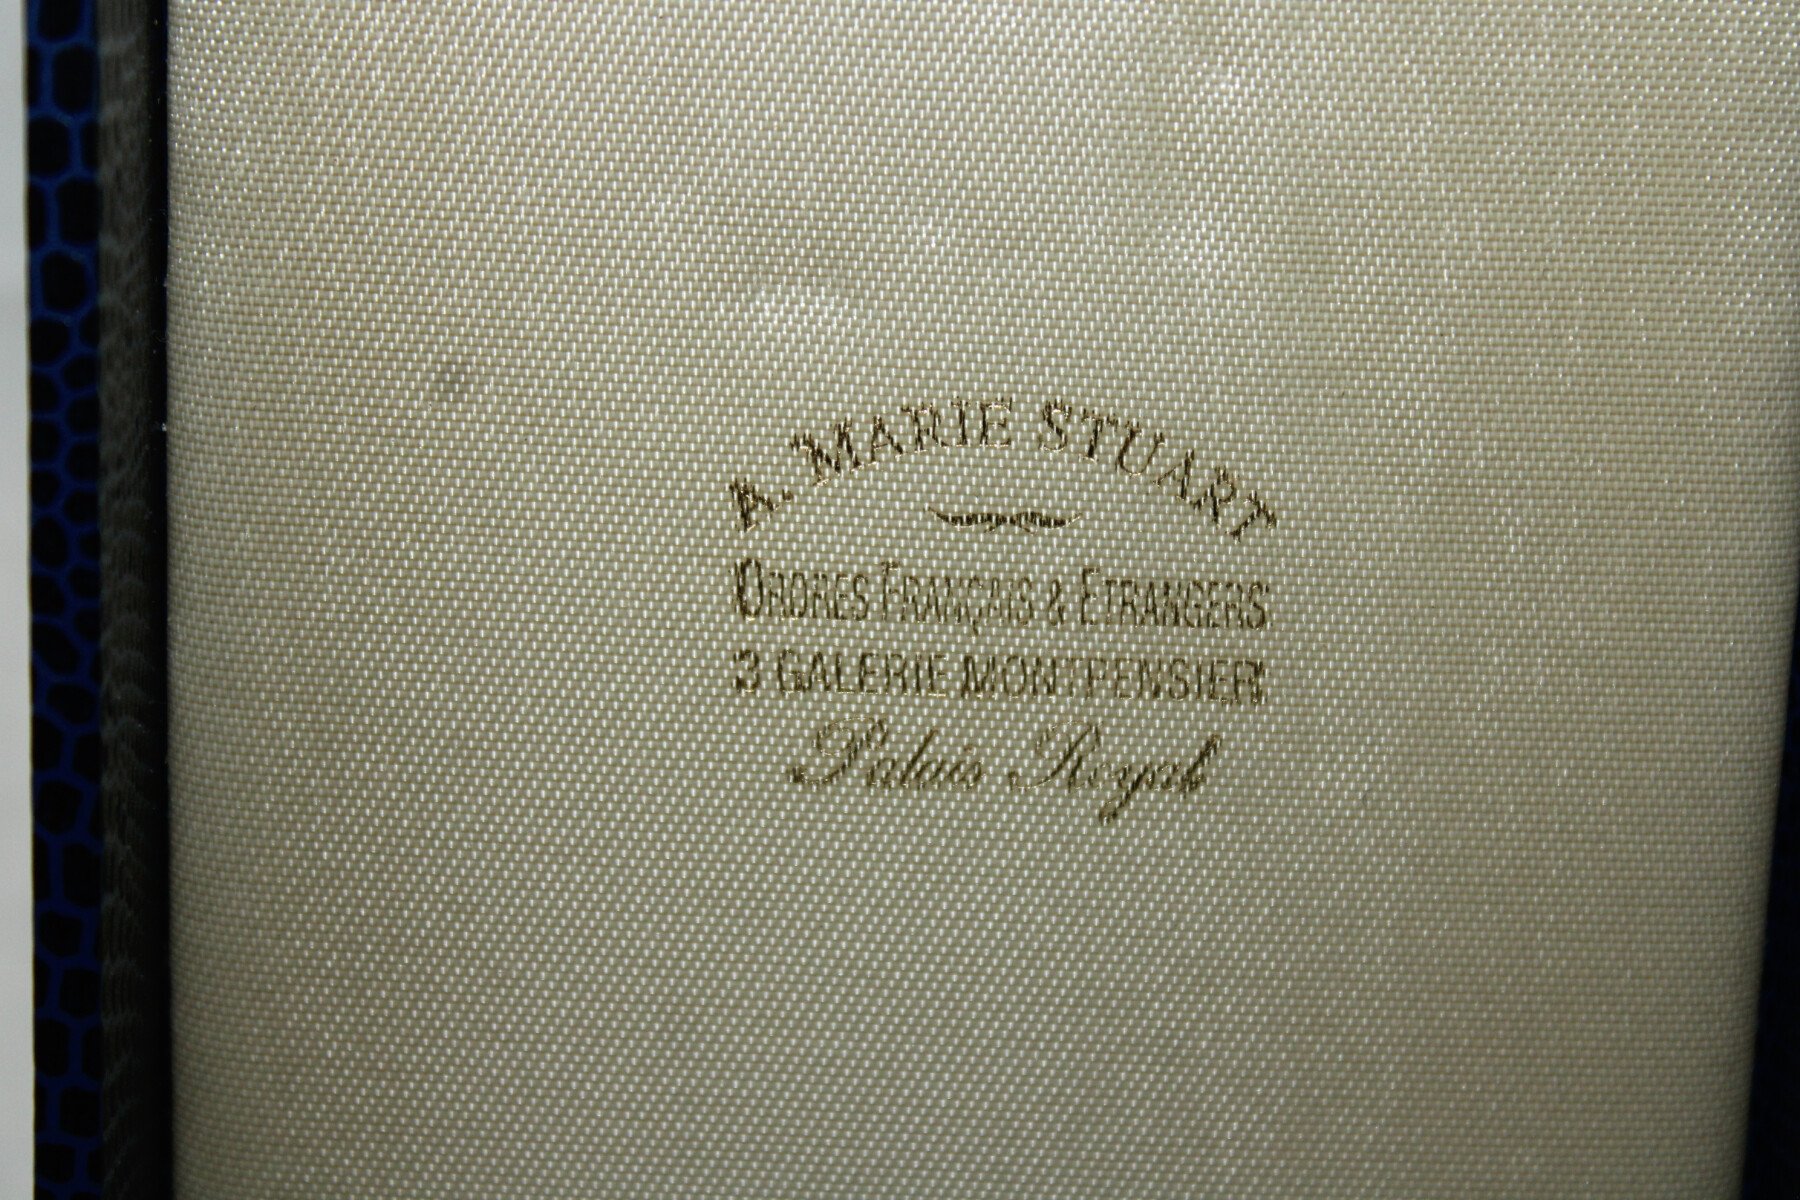 A. MARIE STUART
ORDRES FRANÇAIS & ETRANGERS
3 GALERIE MONTPENSIER
Palais Royal